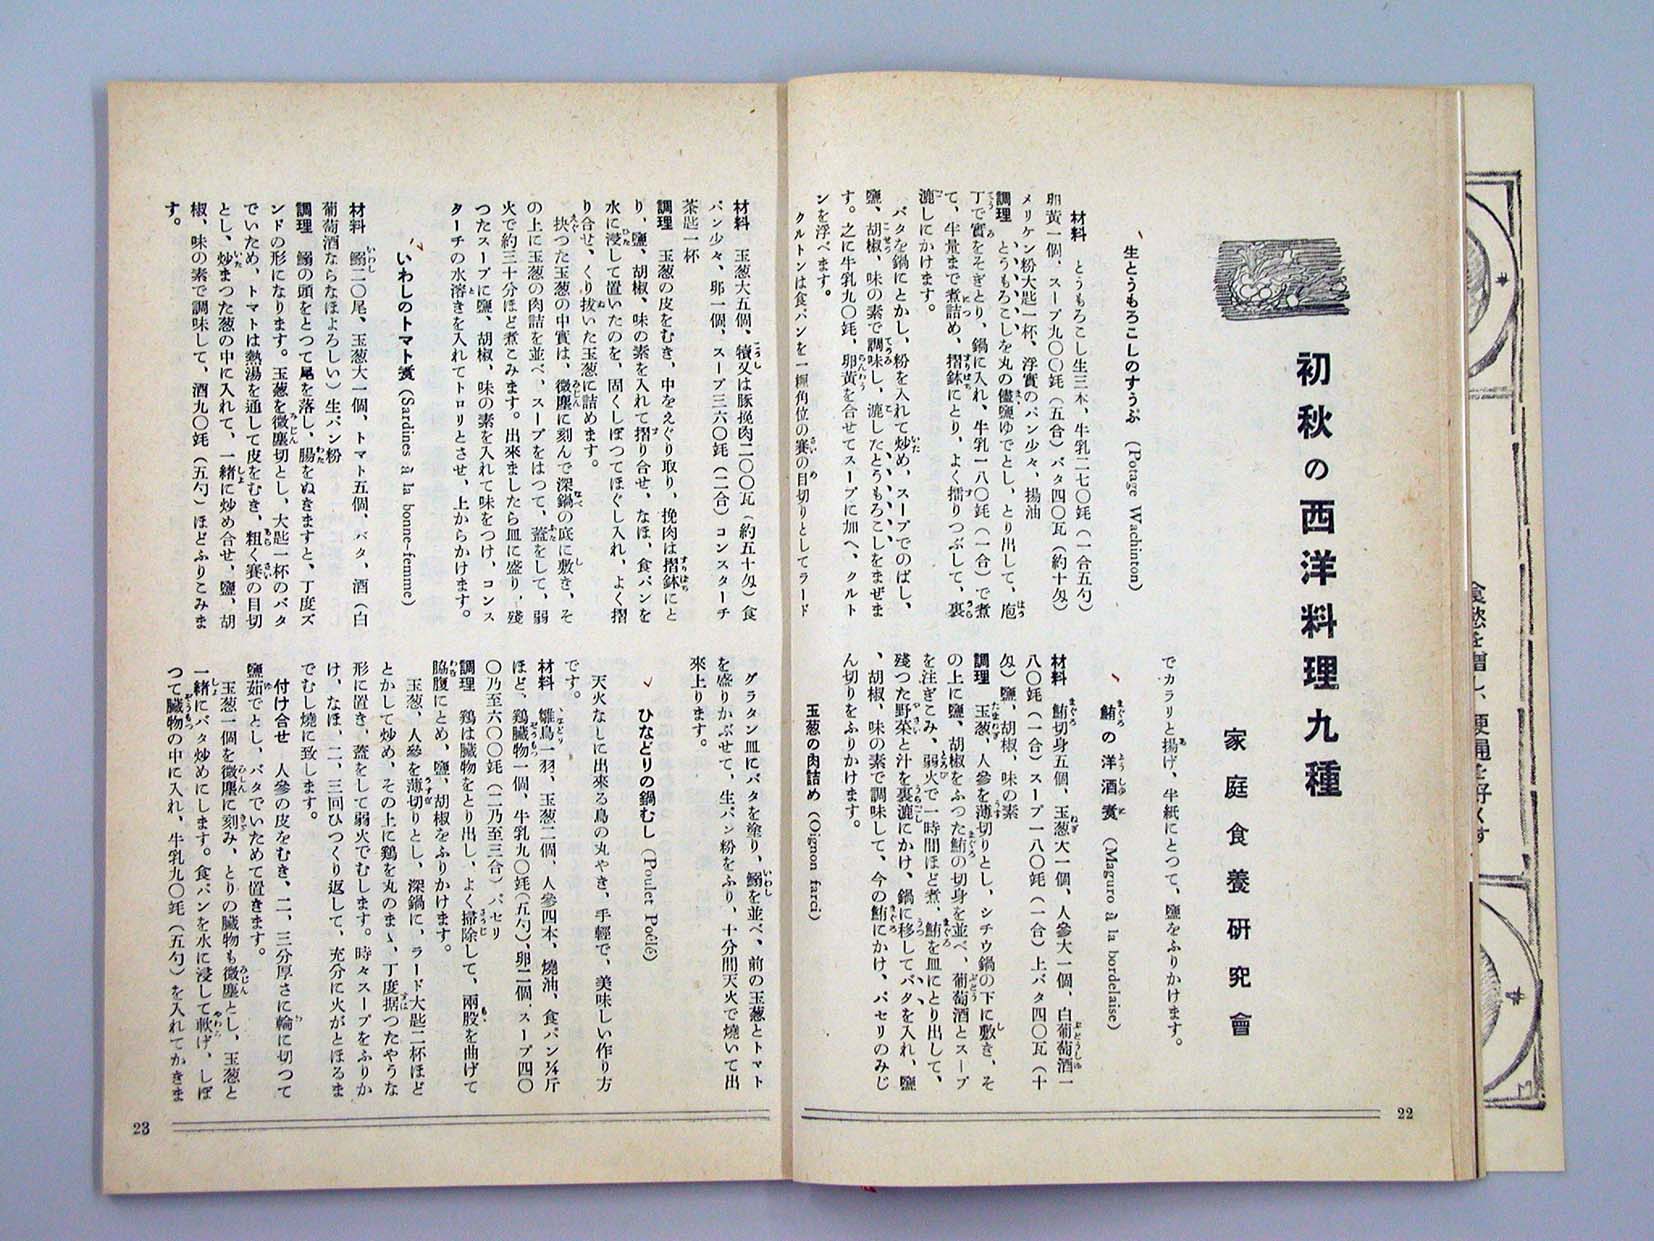 初秋の西洋料理九種
家庭食養研究會
生とうもろこしのすうぷ (Potage Wachinton)
材料 とうもろこし生三本、牛乳二七〇竓(一合五勺)
卵黄一個、スープ九〇〇竓(五合)バタ四〇瓦(約十匁)
メリケン粉大匙一杯、浮實のパン少々、揚油
調理 とうもろこしを丸の儘鹽ゆでとし、とり出して、庖
丁で實をそぎとり、鍋に入れ、牛乳一八〇竓(一合)で煮
て、半量まで煮詰め、摺鉢にとり、よく擂りつぶして、裏
漉しにかけます。
バタを鍋にとかし、粉を入れて炒め、スープでのばし、
鹽、胡椒、味の素で調味し、漉したとうもろこしをまぜま
す。之に牛乳九〇竓、卵黄を合せてスープに加へ、クルト
ンを浮べます。
クルトンは食パンを一糎角位の賽の目切りとしてラード
でカラリと揚げ、半紙にとつて、鹽をふりかけます。
鮪の洋酒煮 (Maguro à la bordelaise)
材料 鮪切身五個、玉葱大一個、人參大一個、白葡萄酒一
八〇竓(一合)スープ一八〇竓(一合)上バタ四〇瓦(十
匁)鹽、胡椒、味の素
調理 玉葱、人參を薄切りとし、シチウ鍋の下に敷き、そ
の上に鹽、胡椒をふつた鮪の切身を並べ、葡萄酒とスープ
を注ぎこみ、弱火で一時間ほど煮、鮪を皿にとり出して、
殘つた野菜と汁を裏漉にかけ、鍋に移してバタを入れ、鹽
、胡椒、味の素で調味して、今の鮪にかけ、パセリのみじ
ん切りをふりかけます。
玉葱の肉詰め (Oignon farci)
22
材料 玉葱大五個、犢又は豚挽肉二〇〇瓦(約五十匁)食
パン少々、卵一個、スープ三六〇竓(二合)コンスターチ
茶匙一杯
調理 玉葱の皮をむき、中をえぐり取り、挽肉は摺鉢にと
り、鹽、胡椒、味の素を入れて摺り合せ、なほ、食パンを
水に浸して置いたのを、固くしぼつてほぐし入れ、よく摺
り合せ、くり抜いた玉葱に詰めます。
抉つた玉葱の中實は、微塵に刻んで深鍋の底に敷き、そ
の上に玉葱の肉詰を並べ、スープをはつて、蓋をして、弱
火で約三十分ほど煮こみます。出來ましたら皿に盛り、殘
つたスープに鹽、胡椒、味の素を入れて味をつけ、コンス
ターチの水溶きを入れてトロリとさせ、上からかけます。
いわしのトマト煮 (Sardines à la bonne-femme)
材料 鰯二〇尾、玉葱大一個、トマト五個、バタ、酒(白
葡萄酒ならなほよろしい)生パン粉
調理 鰯の頭をとつて尾を落し、腸をぬきますと、丁度ズ
ンドの形になります。玉葱を微塵切とし、大匙一杯のバタ
でいため、トマトは熱湯を通して皮をむき、粗く賽の目切
とし、炒まつた葱の中に入れて、一緒に炒め合せ、鹽、胡
椒、味の素で調味して、酒九〇竓(五勺)ほどふりこみま
す。
グラタン皿にバタを塗り、鰯を並べ、前の玉葱とトマト
を盛りかぶせて、生パン粉をふり、十分間天火で燒いて出
來上ります。
ひなどりの鍋むし (Poulet Poêlé)
天火なしに出來る鳥の丸やき、手輕で、美味しい作り方
です。
材料 雛鳥一羽、玉葱二個、人參四本、燒油、食パン¼斤
ほど、鶏臓物一個、牛乳九〇竓(五勺)、卵二個、スープ四〇
〇乃至六〇〇竓(二乃至三合)パセリ
調理 鶏は臓物をとり出し、よく掃除して、兩股を曲げて
脇腹にとめ、鹽、胡椒をふりかけます。
玉葱、人參を薄切りとし、深鍋に、ラード大匙二杯ほど
とかして炒め、その上に鶏を丸のまゝ、丁度据つたやうな
形に置き、蓋をして弱火でむします。時々スープをふりか
け、なほ、二、三回ひつくり返して、充分に火がとほるま
でむし燒に致します。
付け合せ 人參の皮をむき、二、三分厚さに輪に切つて
鹽茹でとし、バタでいためて置きます。
玉葱一個を微塵に刻み、とりの臓物も微塵とし、玉葱と
一緒にバタ炒めにします。食パンを水に浸して軟げ、しぼ
つて臓物の中に入れ、牛乳九〇竓(五勺)を入れてかきま
23